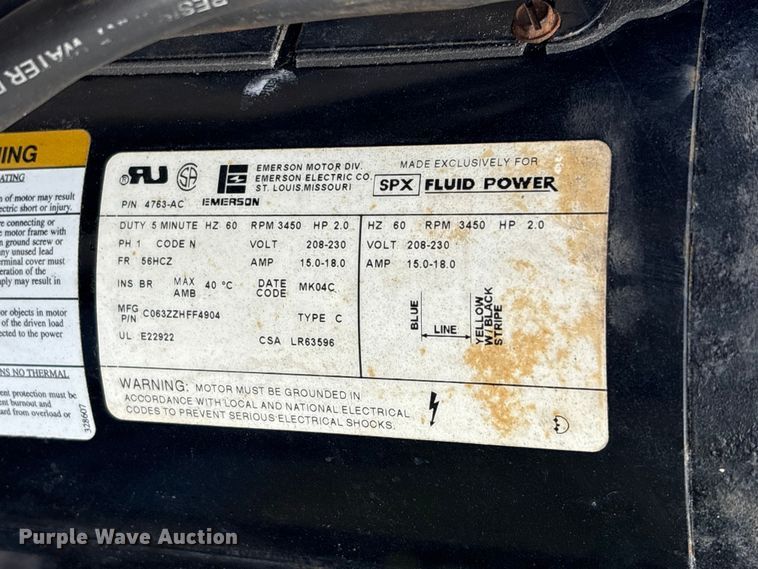 RESIS
WATER
NING
ATING
n of motor may result
ectric short or injury.
re connecting or
e motor frame with
n ground screw or
any unused lead
erminal cover must
eration of the
ply may result in
or objects in motor
of the driven load
ected to the power
NS NO THERMAL
ent protection must be
ent burnout and
ard from overload or
328607
EMERSON MOTOR DIV.
EMERSON ELECTRIC CO.
ST. LOUIS,MISSOURI
P/N 4763-AC
EMERSON
MADE EXCLUSIVELY FOR
SPX FLUID POWER
DUTY 5 MINUTE HZ 60 RPM 3450 HP 2.0
PH 1 CODE N VOLT 208-230
FR 56HCZ AMP 15.0-18.0
INS BR MAX AMB 40 °C DATE CODE MK04C
MFG P/N C063ZZHFF4904 TYPE C
UL E22922 CSA LR63596
HZ 60 RPM 3450 HP 2.0
VOLT 208-230
AMP 15.0-18.0
BLUE
LINE
YELLOW
W/ BLACK
STRIPE
WARNING: MOTOR MUST BE GROUNDED IN
ACCORDANCE WITH LOCAL AND NATIONAL ELECTRICAL
CODES TO PREVENT SERIOUS ELECTRICAL SHOCKS.
Purple Wave Auction